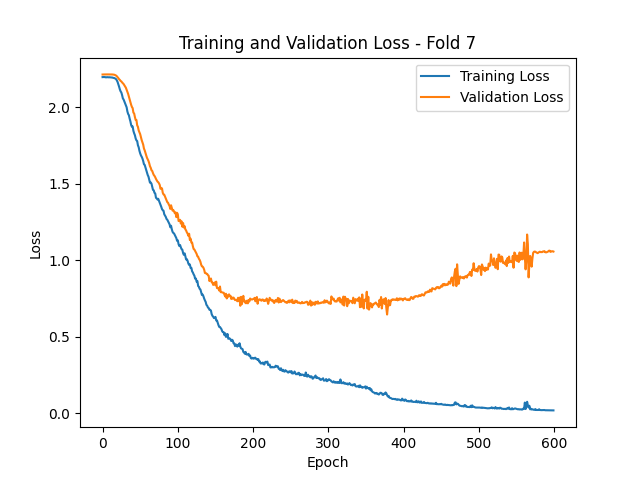 Training and Validation Loss - Fold 7
Training Loss
Validation Loss
2.0
1.5
1.0
0.5
0.0
Loss
0 100 200 300 400 500 600
Epoch